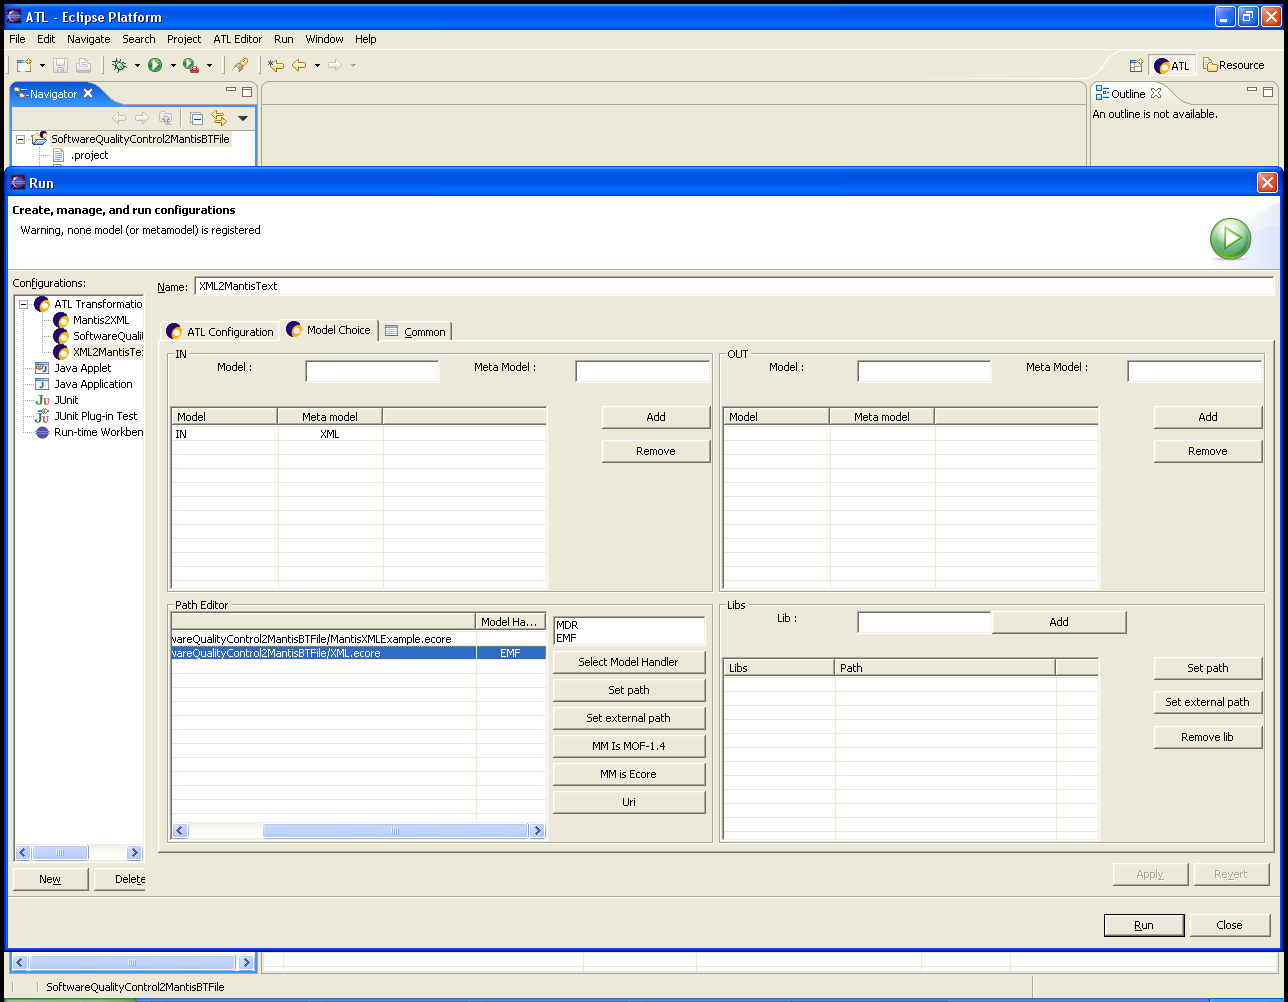 ATL - Eclipse Platform
File Edit Navigate Search Project ATL Editor Run Window Help
ATL Resource
Navigator
Outline
SoftwareQualityControl2MantisBTFile
.project
An outline is not available.
Run
Create, manage, and run configurations
Warning, none model (or metamodel) is registered
Configurations:
ATL Transformatio
Mantis2XML
SoftwareQualit
XML2MantisTe
Java Applet
Java Application
JUnit
JUnit Plug-in Test
Run-time Workben
New Delete
Name: XML2MantisText
ATL Configuration Model Choice Common
IN
Model : Meta Model :
Model Meta model
IN XML
Add
Remove
OUT
Model : Meta Model :
Model Meta model
Add
Remove
Path Editor
Model Ha...
wareQualityControl2MantisBTFile/MantisXMLExample.ecore
wareQualityControl2MantisBTFile/XML.ecore EMF
MDR
EMF
Select Model Handler
Set path
Set external path
MM Is MOF-1.4
MM is Ecore
Uri
Libs
Lib : Add
Libs Path
Set path
Set external path
Remove lib
Apply Revert
Run Close
SoftwareQualityControl2MantisBTFile